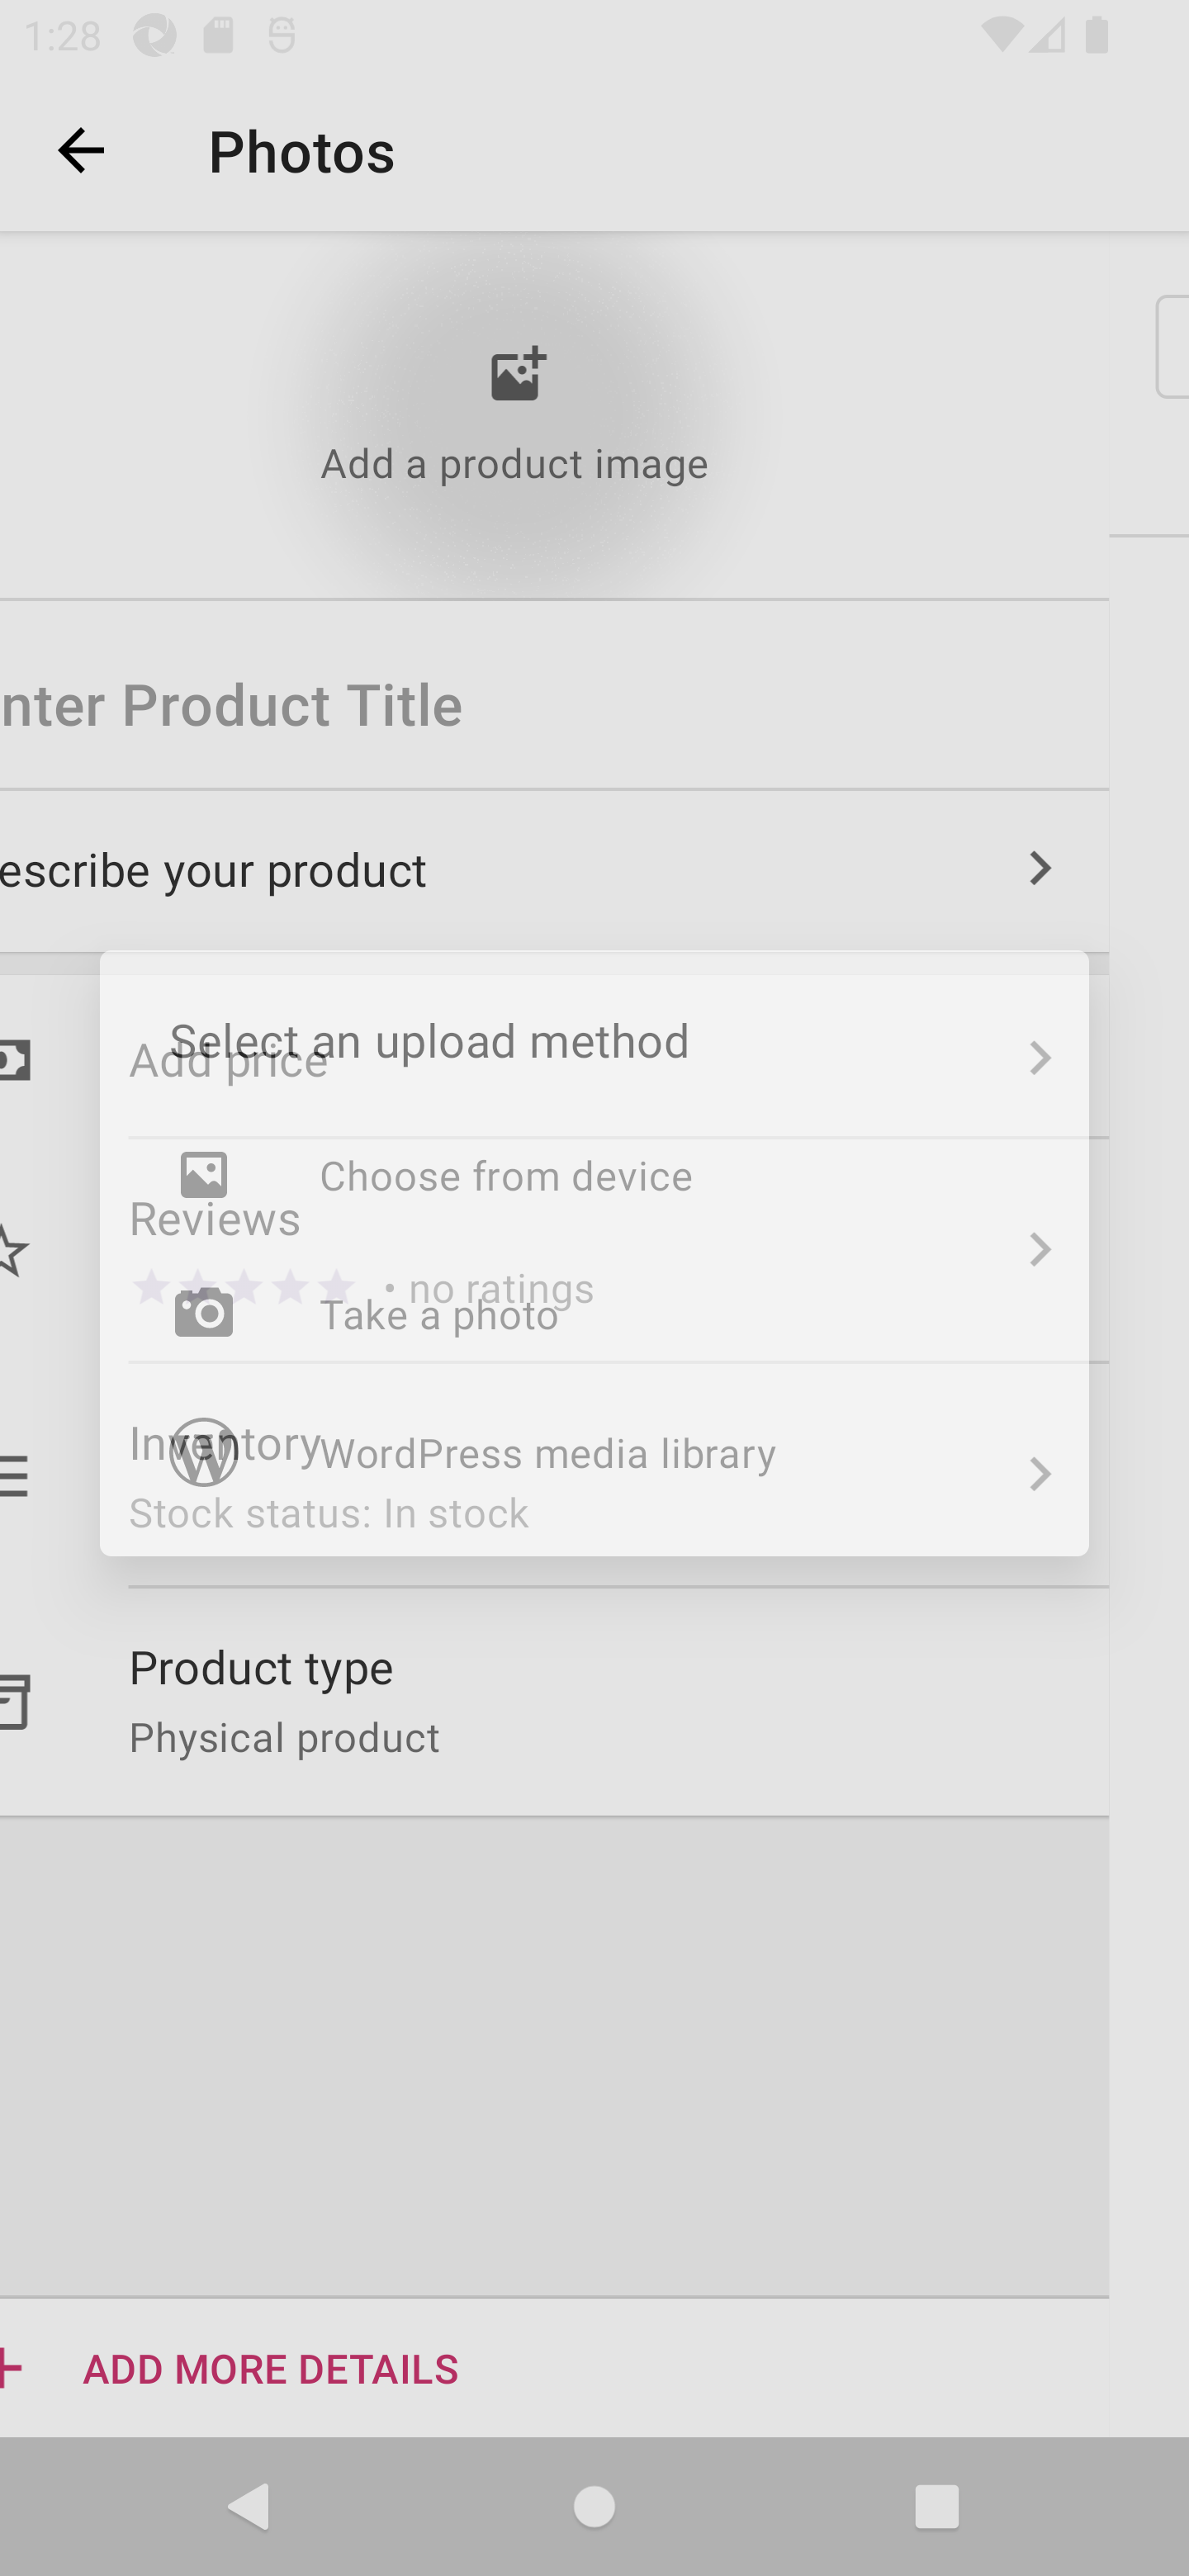 1:28
Photos
Add a product image
nter Product Title
escribe your product
Select an upload method
Add price
Choose from device
Reviews
• no ratings
Take a photo
Inventory
WordPress media library
Stock status: In stock
Product type
Physical product
ADD MORE DETAILS